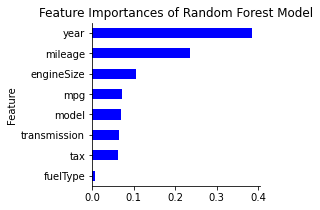 Feature Importances of Random Forest Model
year
mileage
engineSize
mpg
model
transmission
tax
fuelType
Feature
0.0 0.1 0.2 0.3 0.4